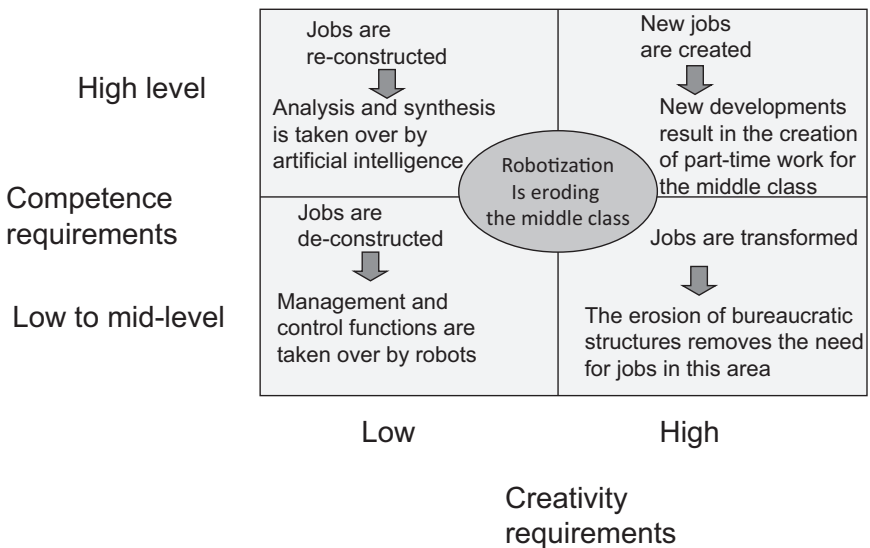 Jobs are
re-constructed
Analysis and synthesis
is taken over by
artificial intelligence
New jobs
are created
New developments
result in the creation
of part-time work for
the middle class
High level
Robotization
Is eroding
the middle class
Competence
requirements
Jobs are
de-constructed
Management and
control functions are
taken over by robots
Jobs are transformed
The erosion of bureaucratic
structures removes the need
for jobs in this area
Low to mid-level
Low
High
Creativity
requirements